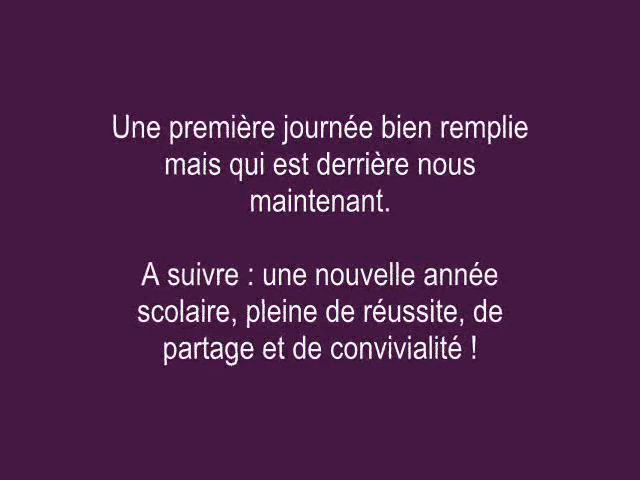 Une première journée bien remplie
mais qui est derrière nous
maintenant.
A suivre : une nouvelle année
scolaire, pleine de réussite, de
partage et de convivialité !